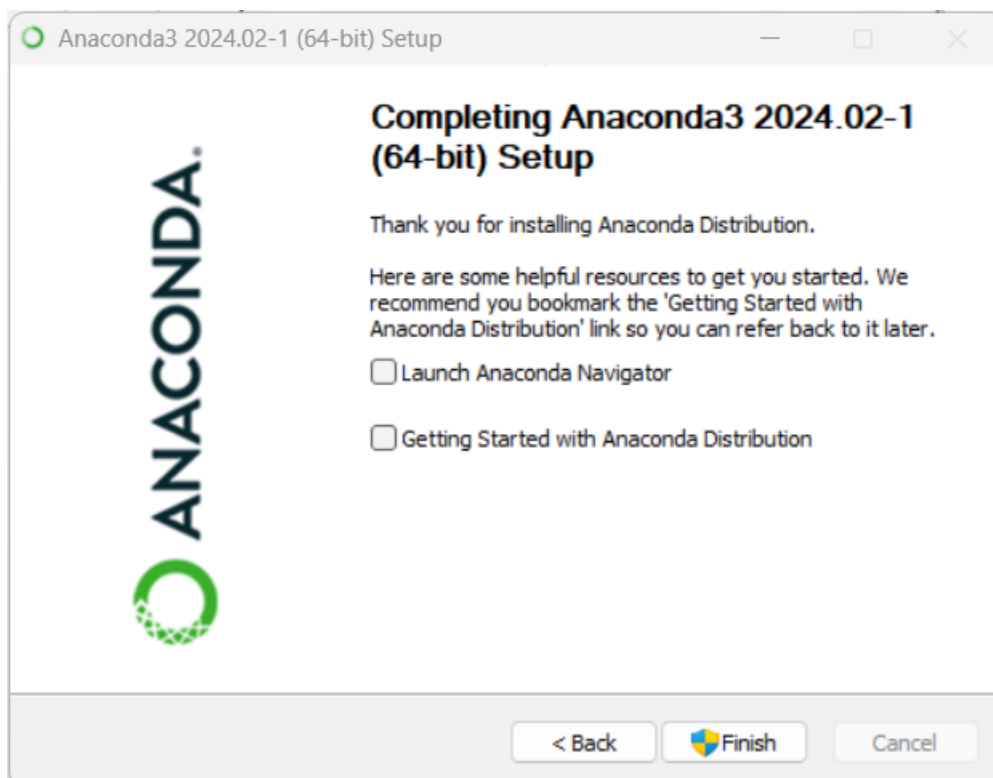 Anaconda3 2024.02-1 (64-bit) Setup
ANACONDA.
Completing Anaconda3 2024.02-1
(64-bit) Setup
Thank you for installing Anaconda Distribution.
Here are some helpful resources to get you started. We
recommend you bookmark the 'Getting Started with
Anaconda Distribution' link so you can refer back to it later.
Launch Anaconda Navigator
Getting Started with Anaconda Distribution
< Back
Finish
Cancel